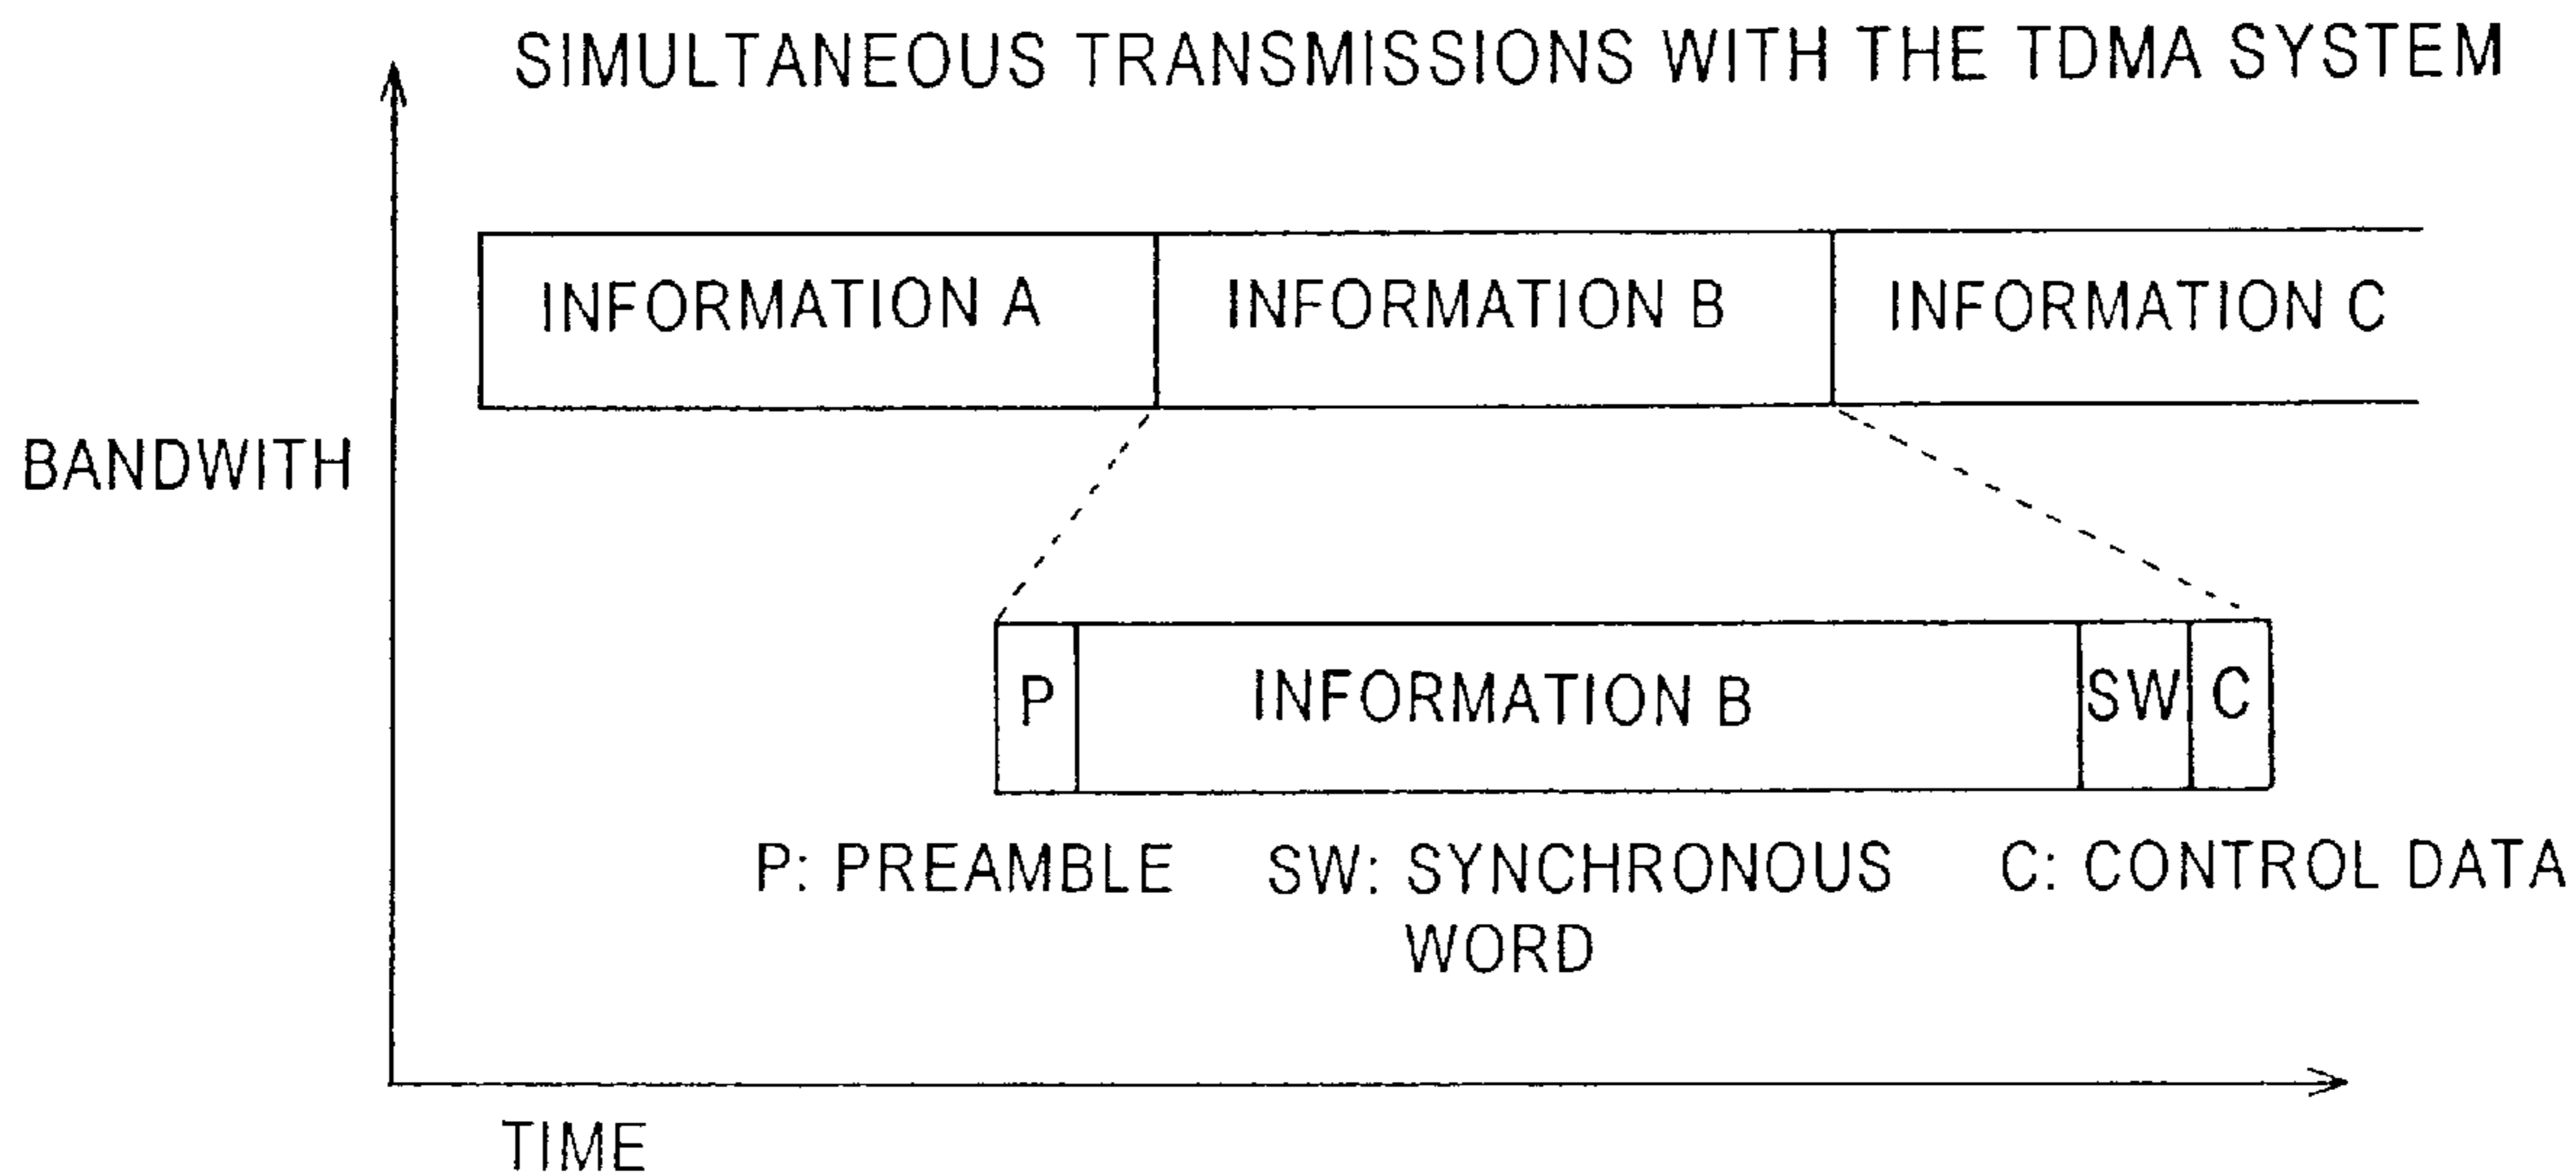 SIMULTANEOUS TRANSMISSIONS WITH THE TDMA SYSTEM
INFORMATION A
INFORMATION B
INFORMATION C
BANDWITH
P
INFORMATION B
SW
C
P: PREAMBLE
SW: SYNCHRONOUS
WORD
C: CONTROL DATA
TIME